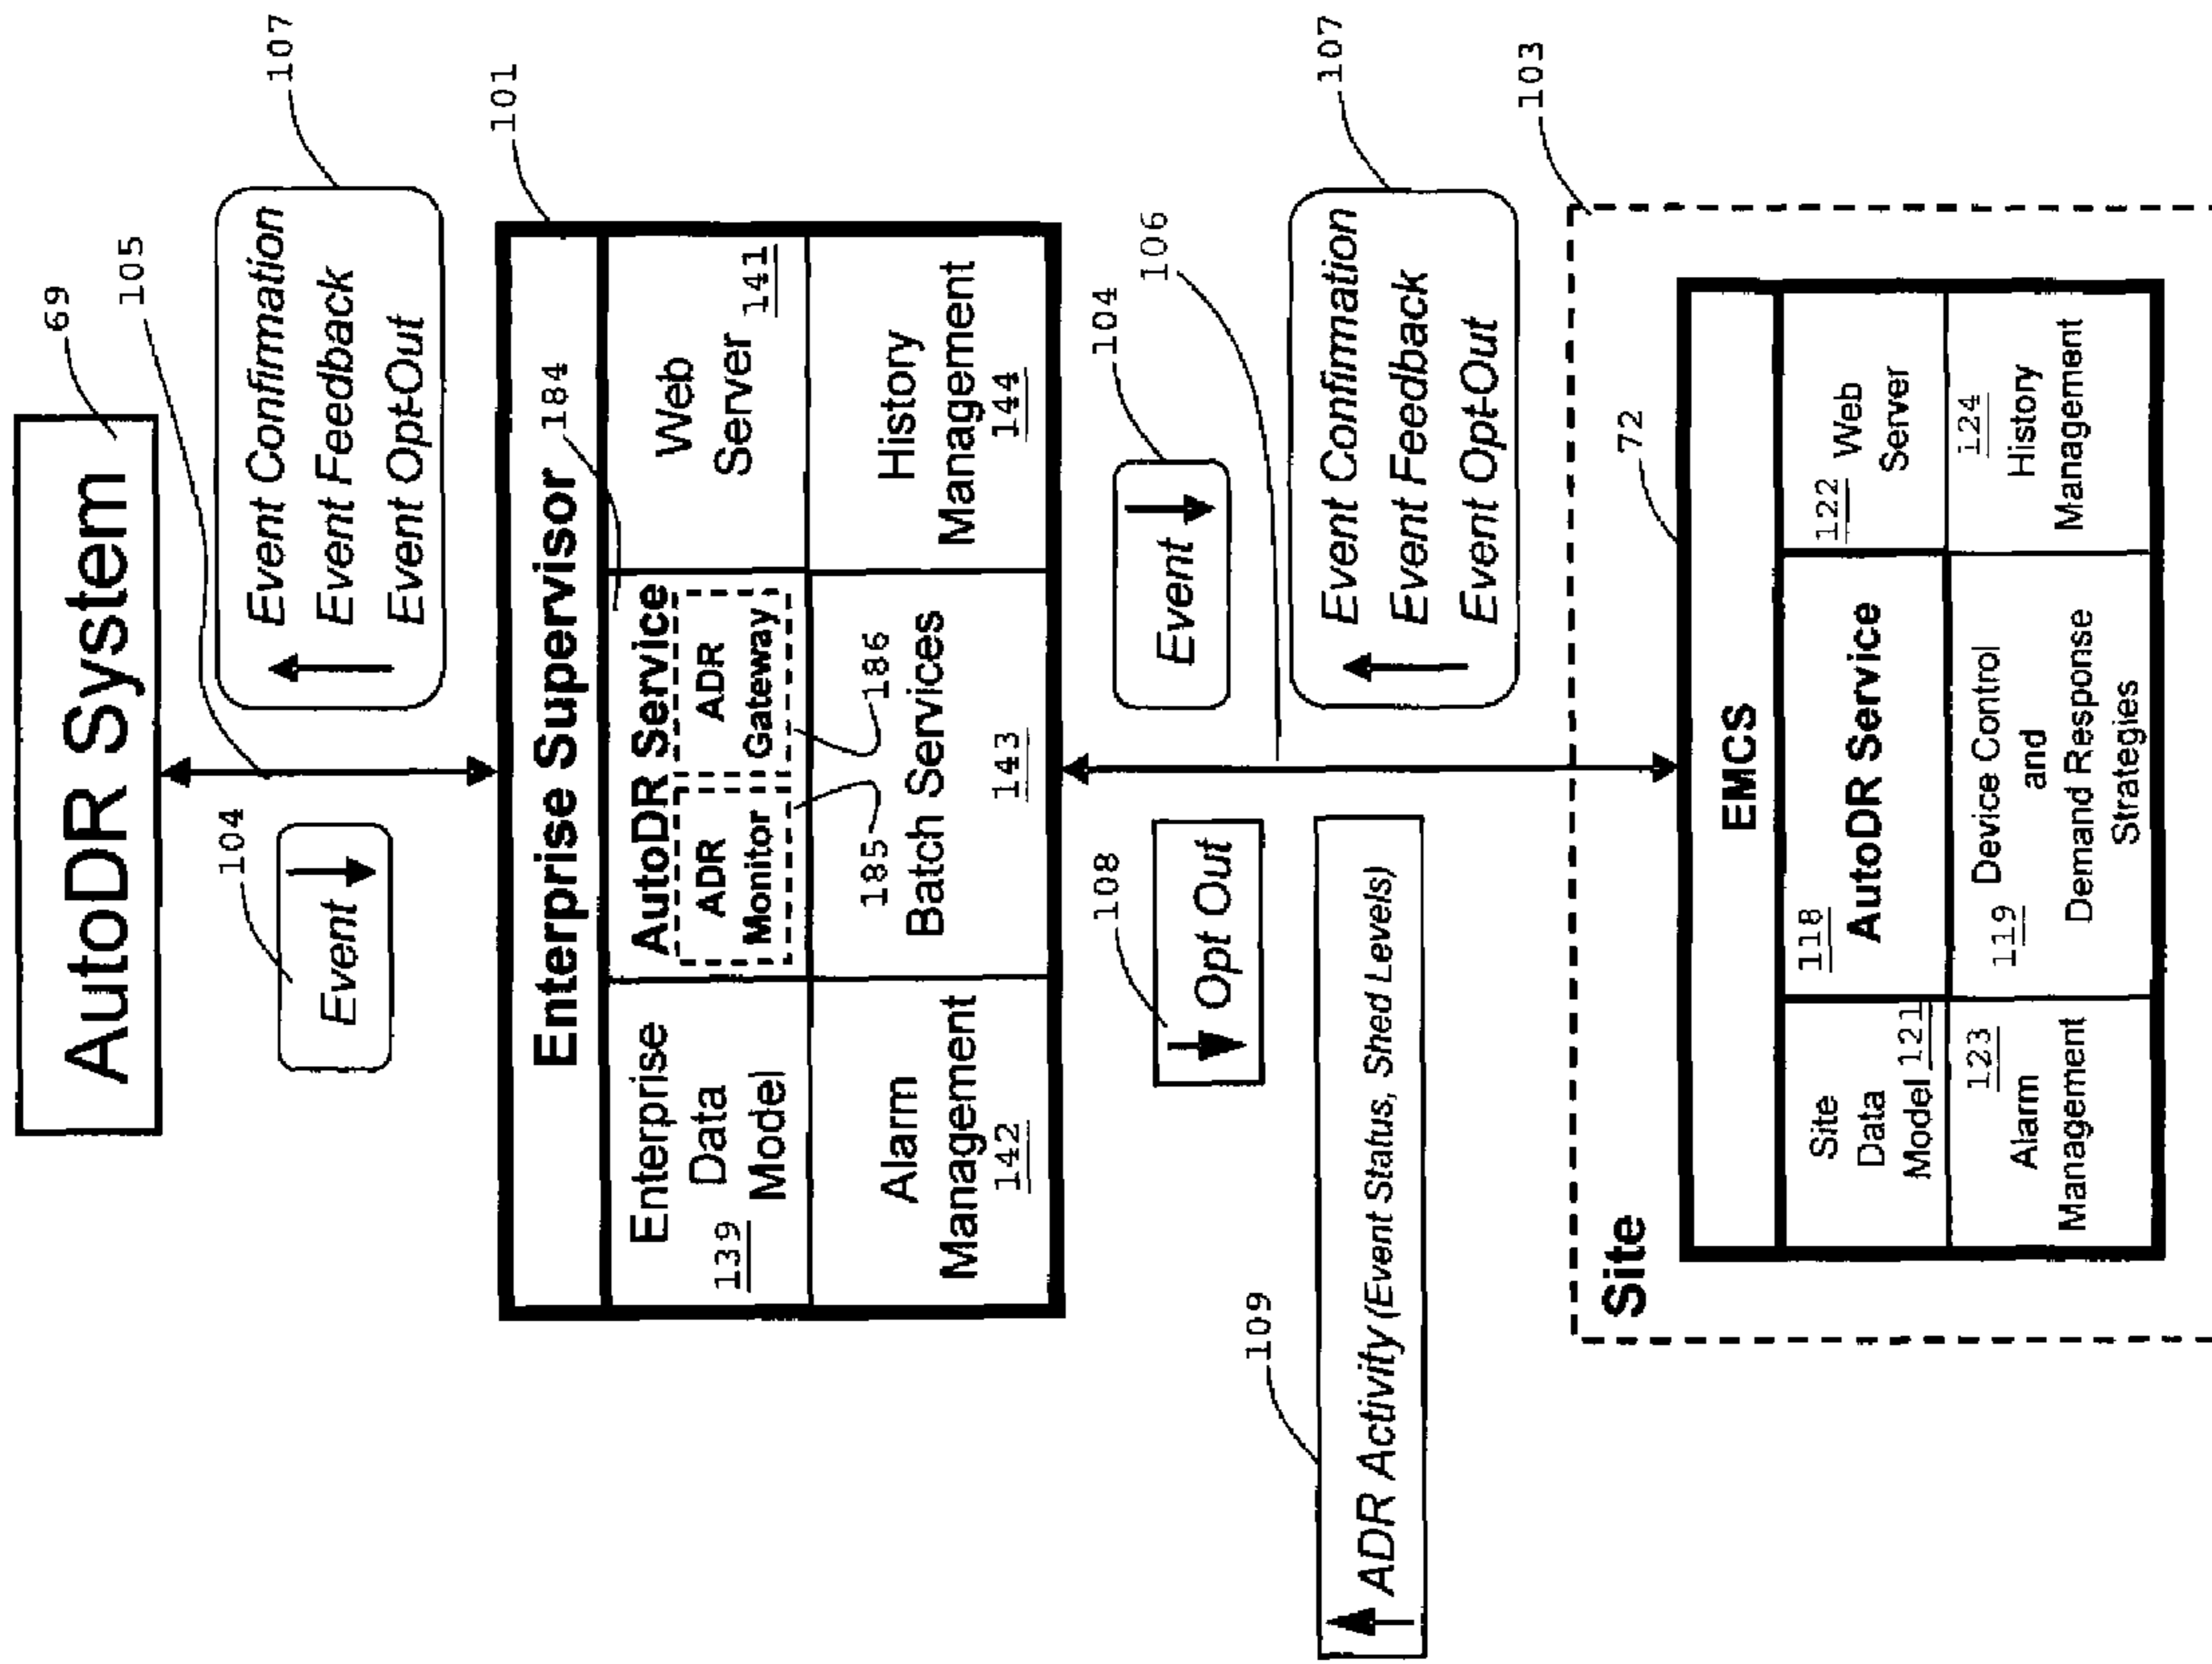 AutoDR System
69
105
107
104
Event
Event Confirmation
Event Feedback
Event Opt-Out
101
Enterprise Supervisor
184
Enterprise
Data
Model
139
AutoDR Service
ADR
Monitor
ADR
Gateway
185
186
Web
Server
141
Alarm
Management
142
Batch Services
143
History
Management
144
108
Opt Out
104
Event
106
107
Event Confirmation
Event Feedback
Event Opt-Out
109
ADR Activity (Event Status, Shed Levels)
103
Site
72
EMCS
Site
Data
Model 121
118
AutoDR Service
122 Web
Server
123
Alarm
Management
119
Device Control
and
Demand Response
Strategies
124
History
Management